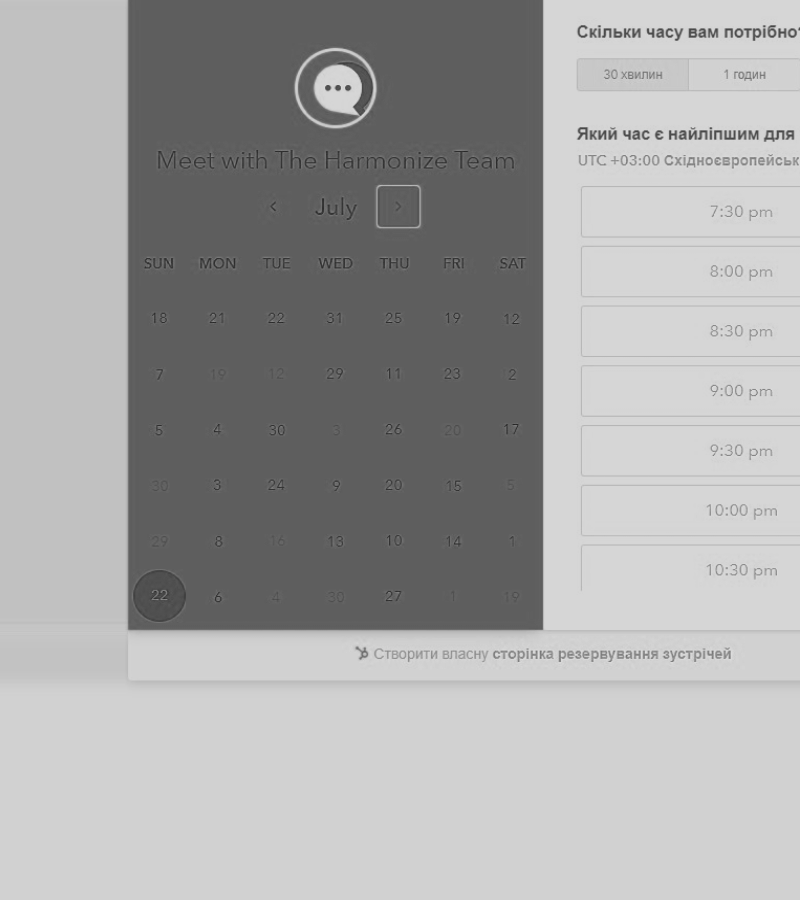 Скільки часу вам потрібно?
30 хвилин 1 годин
Meet with The Harmonize Team
July
SUN MON TUE WED THU FRI SAT
18 21 22 31 25 19 12
7 19 12 29 11 23 2
5 4 30 3 26 20 17
30 3 24 9 20 15 5
29 8 16 13 10 14 1
22 6 4 30 27 1 19
Який час є найліпшим для
UTC +03:00 Східноєвропейськ
7:30 pm
8:00 pm
8:30 pm
9:00 pm
9:30 pm
10:00 pm
10:30 pm
Створити власну сторінка резервування зустрічей